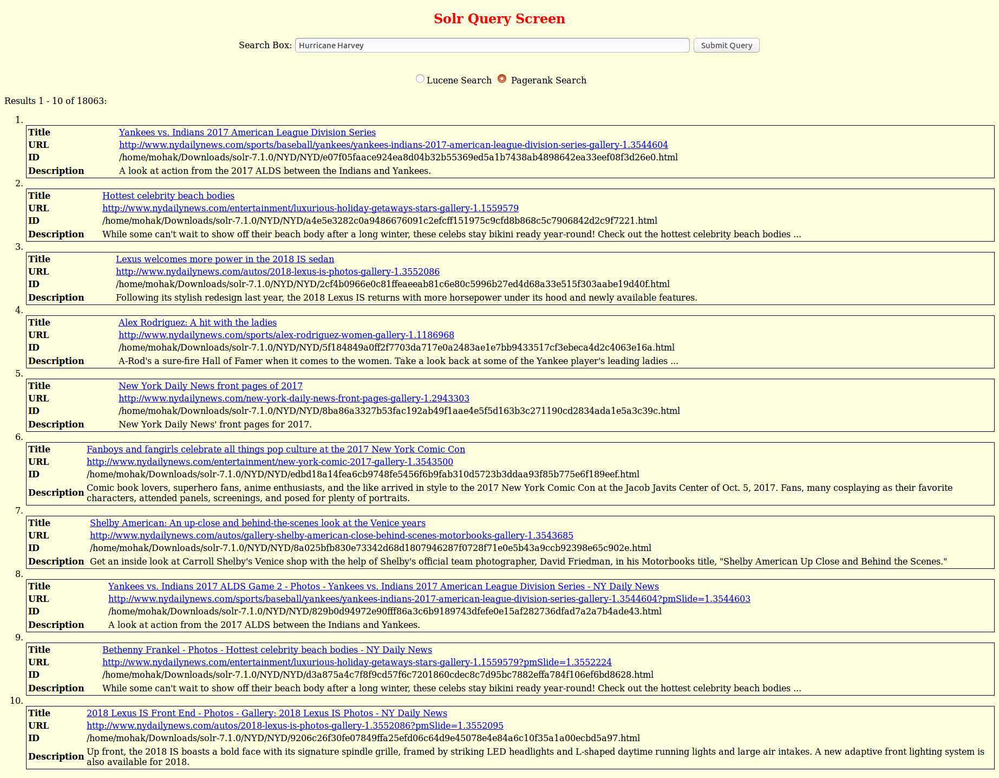 Solr Query Screen
Search Box: Hurricane Harvey Submit Query
Lucene Search Pagerank Search
Results 1 - 10 of 18063:
1.
Title Yankees vs. Indians 2017 American League Division Series
URL http://www.nydailynews.com/sports/baseball/yankees/yankees-indians-2017-american-league-division-series-gallery-1.3544604
ID /home/mohak/Downloads/solr-7.1.0/NYD/NYD/e07f05faace924ea8d04b32b55369ed5a1b7438ab4898642ea33eef08f3d26e0.html
Description A look at action from the 2017 ALDS between the Indians and Yankees.
2.
Title Hottest celebrity beach bodies
URL http://www.nydailynews.com/entertainment/luxurious-holiday-getaways-stars-gallery-1.1559579
ID /home/mohak/Downloads/solr-7.1.0/NYD/NYD/a4e5e3282c0a9486676091c2efcff151975c9cfd8b868c5c7906842d2c9f7221.html
Description While some can't wait to show off their beach body after a long winter, these celebs stay bikini ready year-round! Check out the hottest celebrity beach bodies ...
3.
Title Lexus welcomes more power in the 2018 IS sedan
URL http://www.nydailynews.com/autos/2018-lexus-is-photos-gallery-1.3552086
ID /home/mohak/Downloads/solr-7.1.0/NYD/NYD/2cf4b0966e0c81ffeaeeab81c6e80c5996b27ed4d68a33e515f303aabe19d40f.html
Description Following its stylish redesign last year, the 2018 Lexus IS returns with more horsepower under its hood and newly available features.
4.
Title Alex Rodriguez: A hit with the ladies
URL http://www.nydailynews.com/sports/alex-rodriguez-women-gallery-1.1186968
ID /home/mohak/Downloads/solr-7.1.0/NYD/NYD/5f184849a0ff2f7703da717e0a2483ae1e7bb9433517cf3ebeca4d2c4063e16a.html
Description A-Rod's a sure-fire Hall of Famer when it comes to the women. Take a look back at some of the Yankee player's leading ladies ...
5.
Title New York Daily News front pages of 2017
URL http://www.nydailynews.com/new-york-daily-news-front-pages-gallery-1.2943303
ID /home/mohak/Downloads/solr-7.1.0/NYD/NYD/8ba86a3327b53fac192ab49f1aae4e5f5d163b3c271190cd2834ada1e5a3c39c.html
Description New York Daily News' front pages for 2017.
6.
Title Fanboys and fangirls celebrate all things pop culture at the 2017 New York Comic Con
URL http://www.nydailynews.com/entertainment/new-york-comic-2017-gallery-1.3543500
ID /home/mohak/Downloads/solr-7.1.0/NYD/NYD/edbd18a14fea6cb9748fe5456f6b9fab310d5723b3ddaa93f85b775e6f189eef.html
Description Comic book lovers, superhero fans, anime enthusiasts, and the like arrived in style to the 2017 New York Comic Con at the Jacob Javits Center of Oct. 5, 2017. Fans, many cosplaying as their favorite
characters, attended panels, screenings, and posed for plenty of portraits.
7.
Title Shelby American: An up-close and behind-the-scenes look at the Venice years
URL http://www.nydailynews.com/autos/gallery-shelby-american-close-behind-scenes-motorbooks-gallery-1.3543685
ID /home/mohak/Downloads/solr-7.1.0/NYD/NYD/8a025bfb830e73342d68d1807946287f0728f71e0e5b43a9ccb92398e65c902e.html
Description Get an inside look at Carroll Shelby's Venice shop with the help of Shelby's official team photographer, David Friedman, in his Motorbooks title, "Shelby American Up Close and Behind the Scenes."
8.
Title Yankees vs. Indians 2017 ALDS Game 2 - Photos - Yankees vs. Indians 2017 American League Division Series - NY Daily News
URL http://www.nydailynews.com/sports/baseball/yankees/yankees-indians-2017-american-league-division-series-gallery-1.3544604?pmSlide=1.3544603
ID /home/mohak/Downloads/solr-7.1.0/NYD/NYD/829b0d94972e90fff86a3c6b9189743dfefe0e15af282736dfad7a2a7b4ade43.html
Description A look at action from the 2017 ALDS between the Indians and Yankees.
9.
Title Bethenny Frankel - Photos - Hottest celebrity beach bodies - NY Daily News
URL http://www.nydailynews.com/entertainment/luxurious-holiday-getaways-stars-gallery-1.1559579?pmSlide=1.3552224
ID /home/mohak/Downloads/solr-7.1.0/NYD/NYD/d3a875a4c7f8f9cd57f6c7201860cdec8c7d95bc7882effa784f106ef6bd8628.html
Description While some can't wait to show off their beach body after a long winter, these celebs stay bikini ready year-round! Check out the hottest celebrity beach bodies ...
10.
Title 2018 Lexus IS Front End - Photos - Gallery: 2018 Lexus IS Photos - NY Daily News
URL http://www.nydailynews.com/autos/2018-lexus-is-photos-gallery-1.3552086?pmSlide=1.3552095
ID /home/mohak/Downloads/solr-7.1.0/NYD/NYD/9206c26f30fe07849ffa25efd06c64d9e45078e4e84a6c10f35a1a00ecbd5a97.html
Description Up front, the 2018 IS boasts a bold face with its signature spindle grille, framed by striking LED headlights and L-shaped daytime running lights and large air intakes. A new adaptive front lighting system is
also available for 2018.